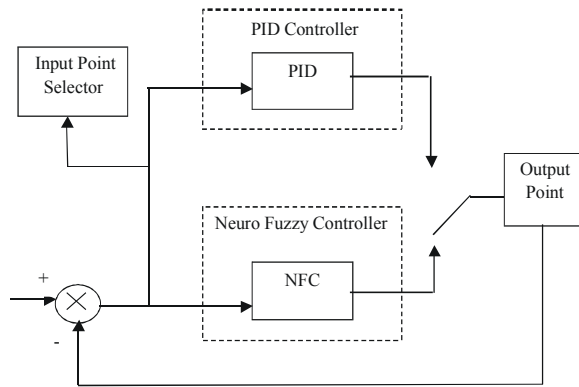 PID Controller
Input Point
Selector
PID
Output
Point
Neuro Fuzzy Controller
NFC
+
-